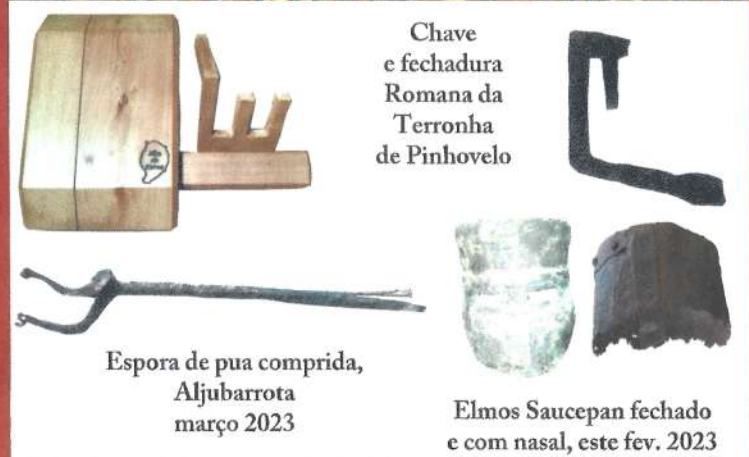 Chave
e fechadura
Romana da
Terronha
de Pinhovelo
Espora de pua comprida,
Aljubarrota
março 2023
Elmos Saucepan fechado
e com nasal, este fev. 2023